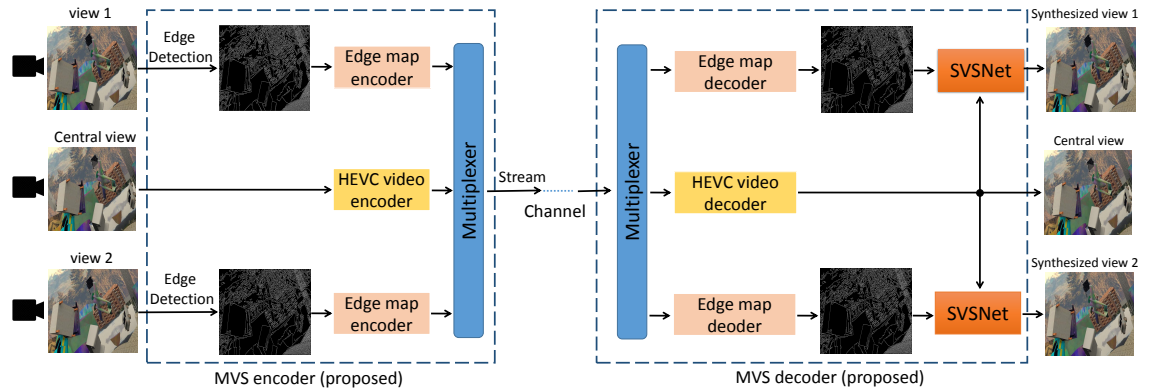 view 1
Edge
Detection
Edge map
encoder
Central view
HEVC video
encoder
view 2
Edge
Detection
Edge map
encoder
Multiplexer
MVS encoder (proposed)
Stream
Channel
Multiplexer
Edge map
decoder
SVSNet
Synthesized view 1
HEVC video
decoder
Central view
Edge map
deoder
SVSNet
Synthesized view 2
MVS decoder (proposed)